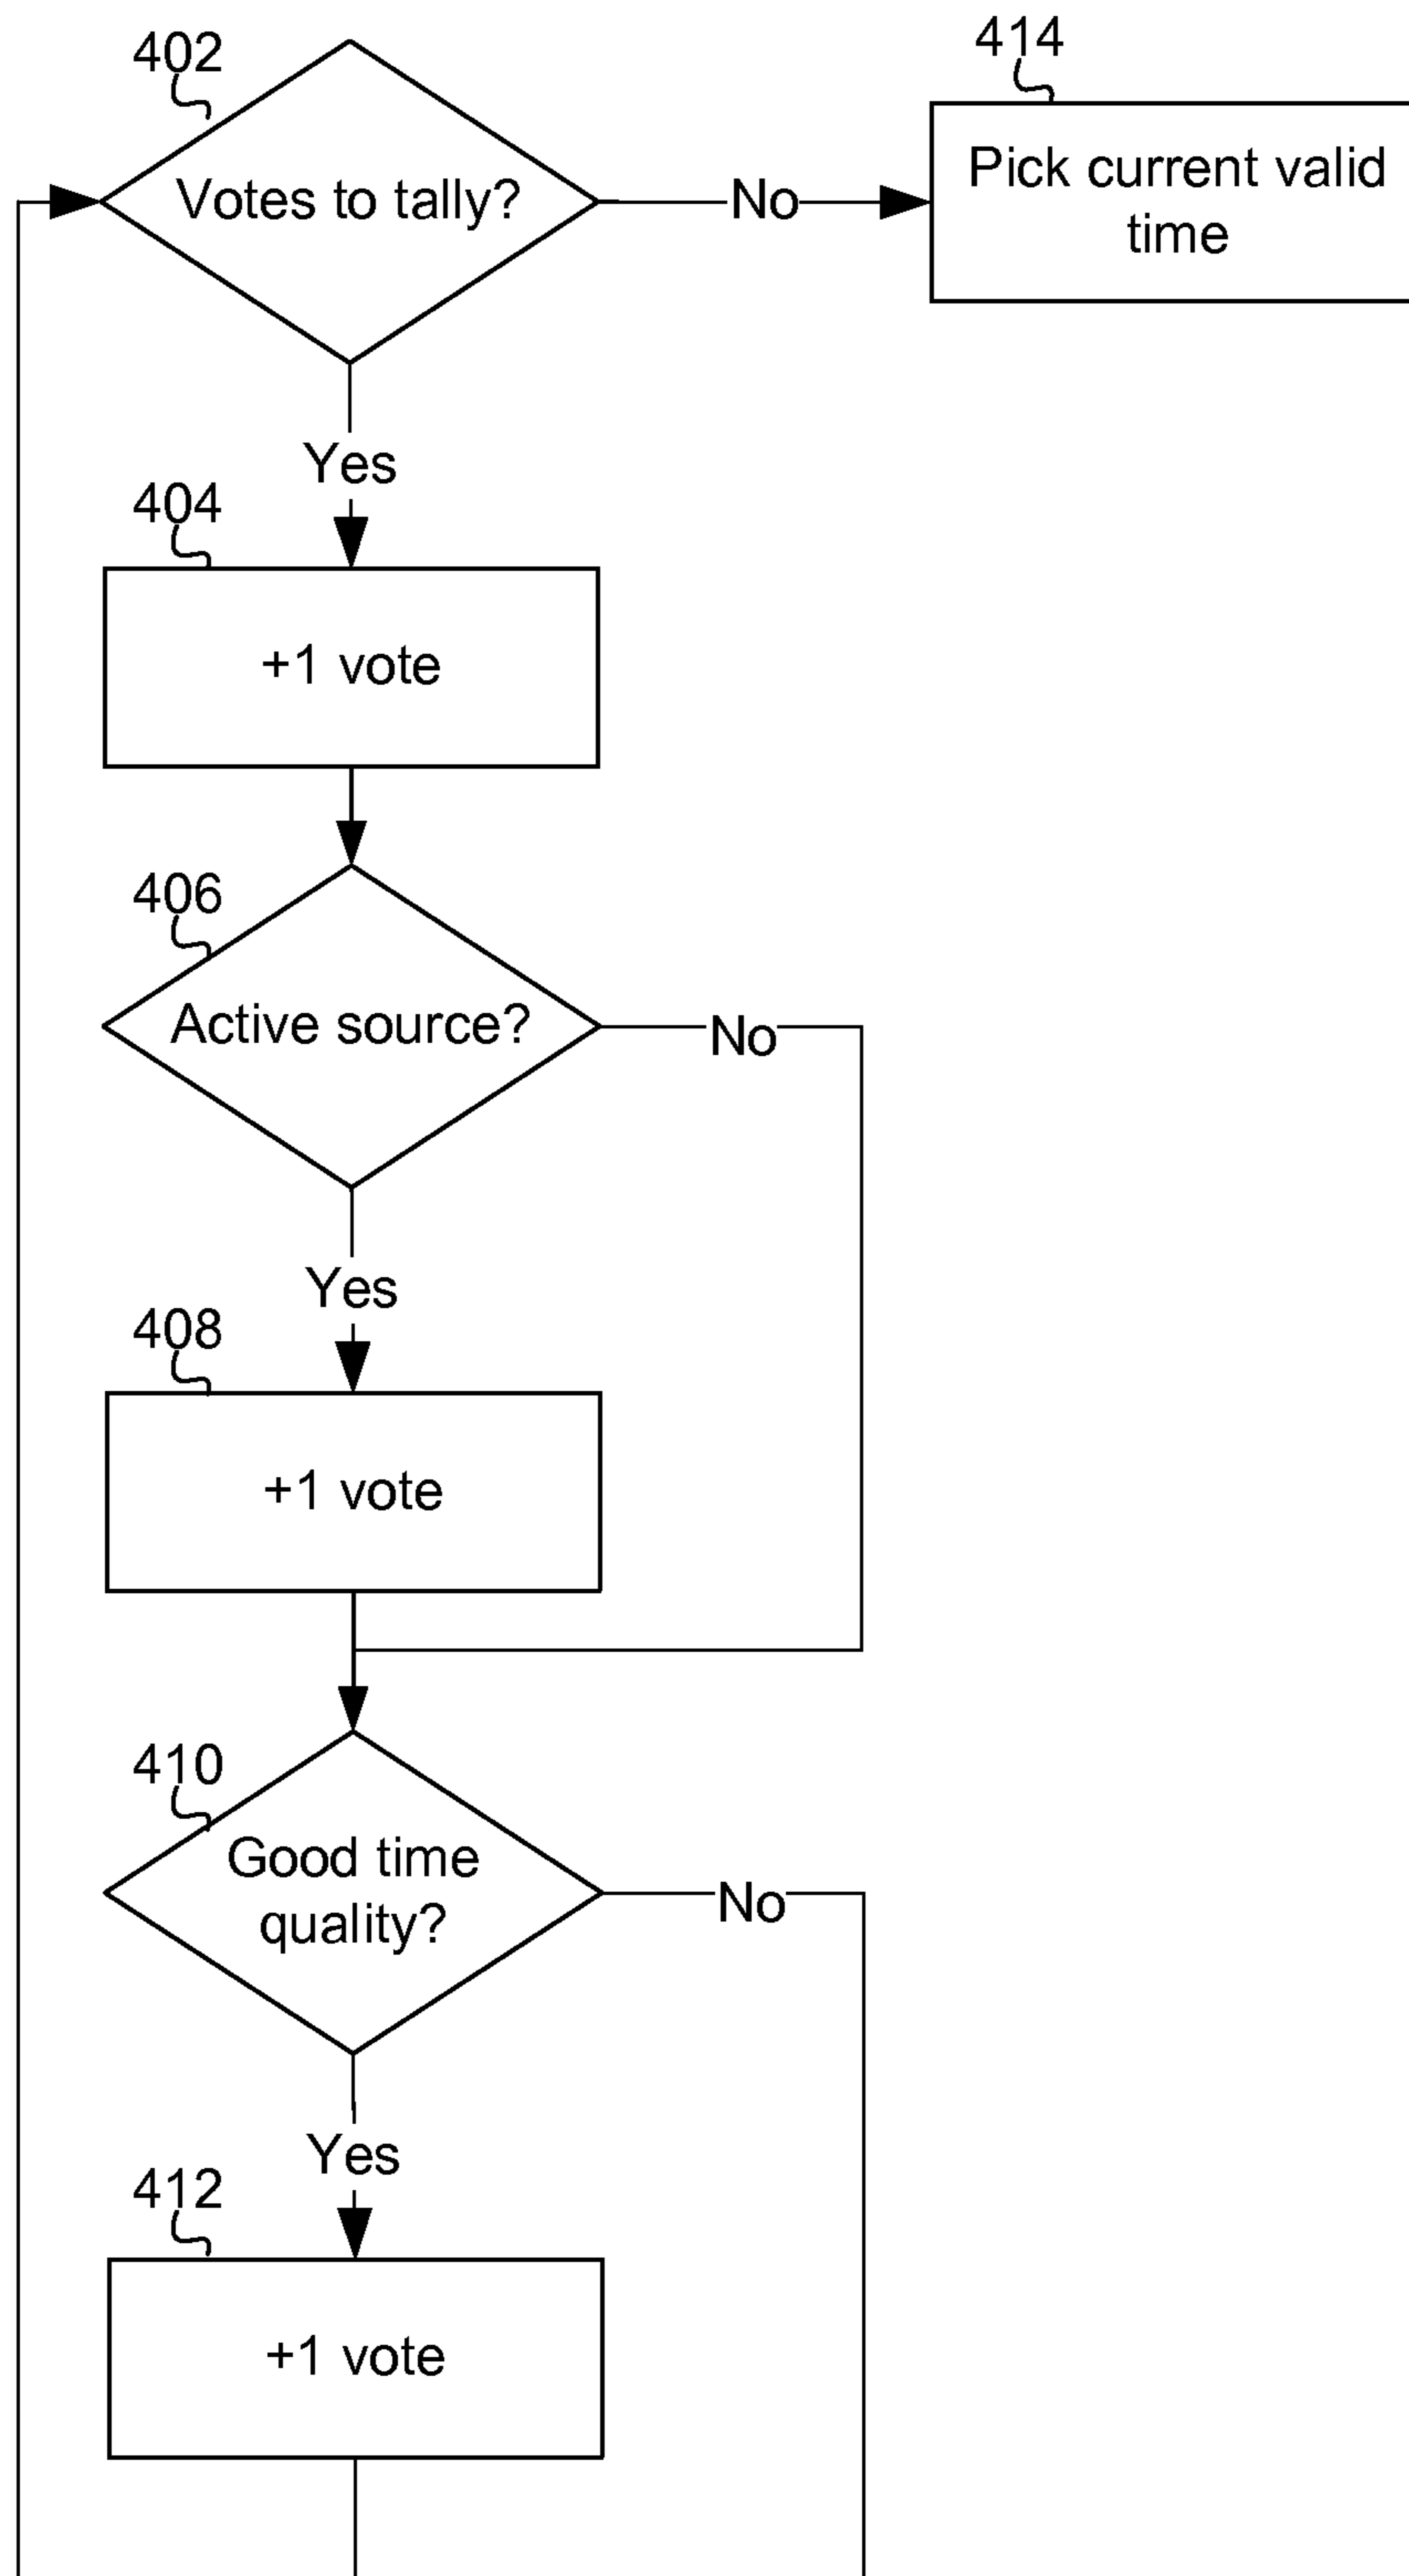 402
414
Votes to tally?
No
Pick current valid
time
Yes
404
+1 vote
406
Active source?
No
Yes
408
+1 vote
410
Good time
quality?
No
Yes
412
+1 vote